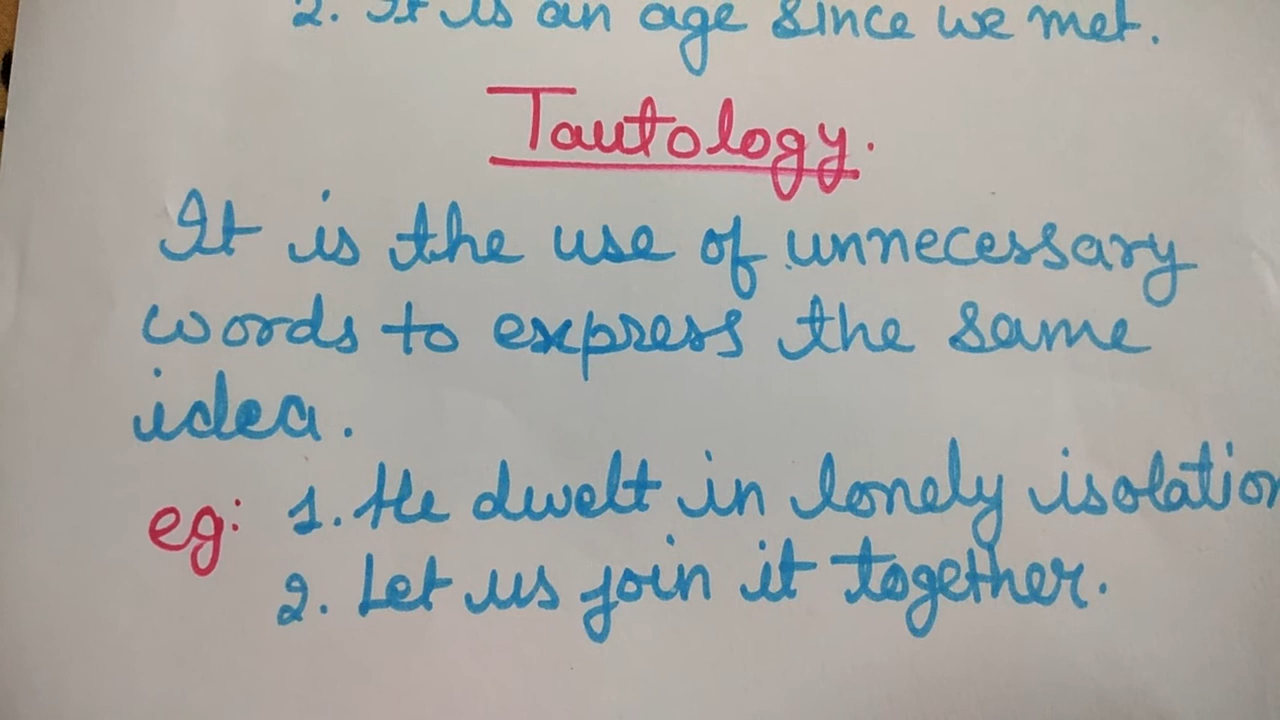 2. It is an age since we met.
Tautology.
It is the use of unnecessary
words to express the same
idea.
eg: 1. He dwelt in lonely isolation
2. Let us join it together.